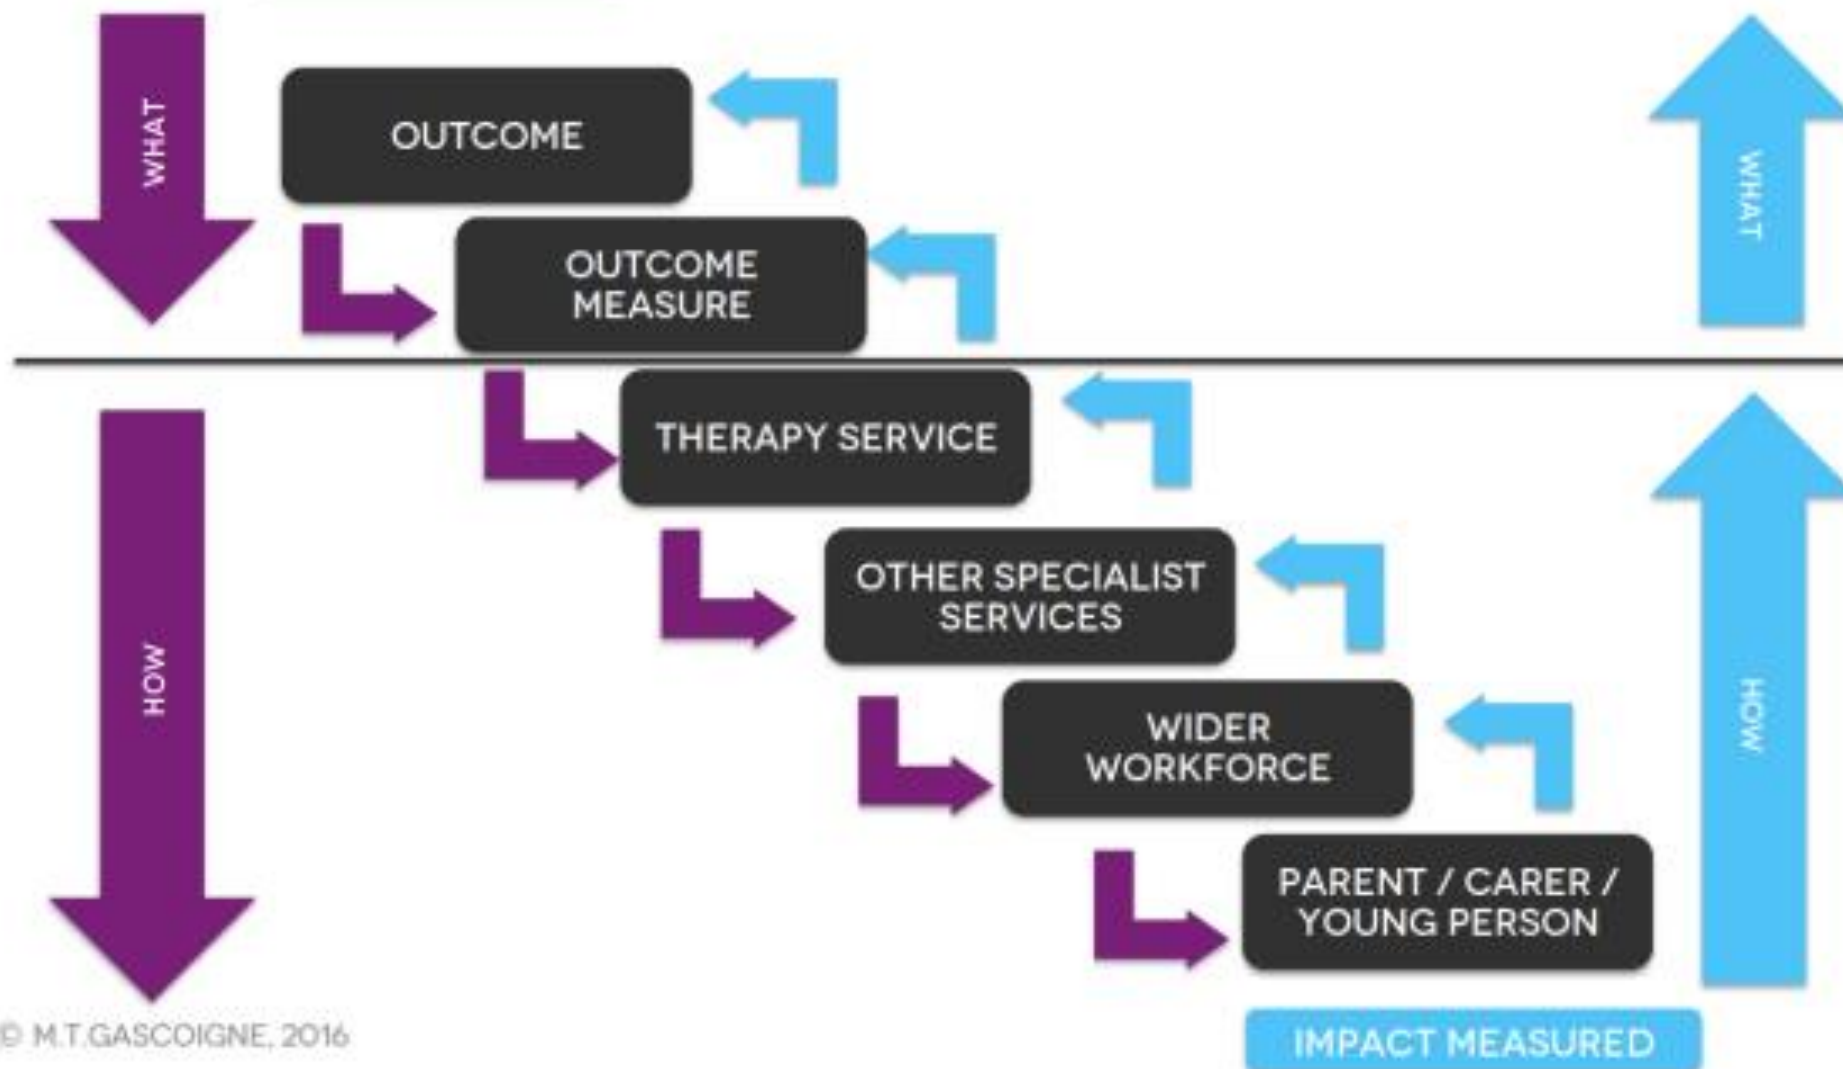 WHAT
OUTCOME
WHAT
OUTCOME
MEASURE
THERAPY SERVICE
OTHER SPECIALIST
SERVICES
HOW
HOW
WIDER
WORKFORCE
PARENT / CARER /
YOUNG PERSON
© M.T.GASCOIGNE, 2016
IMPACT MEASURED